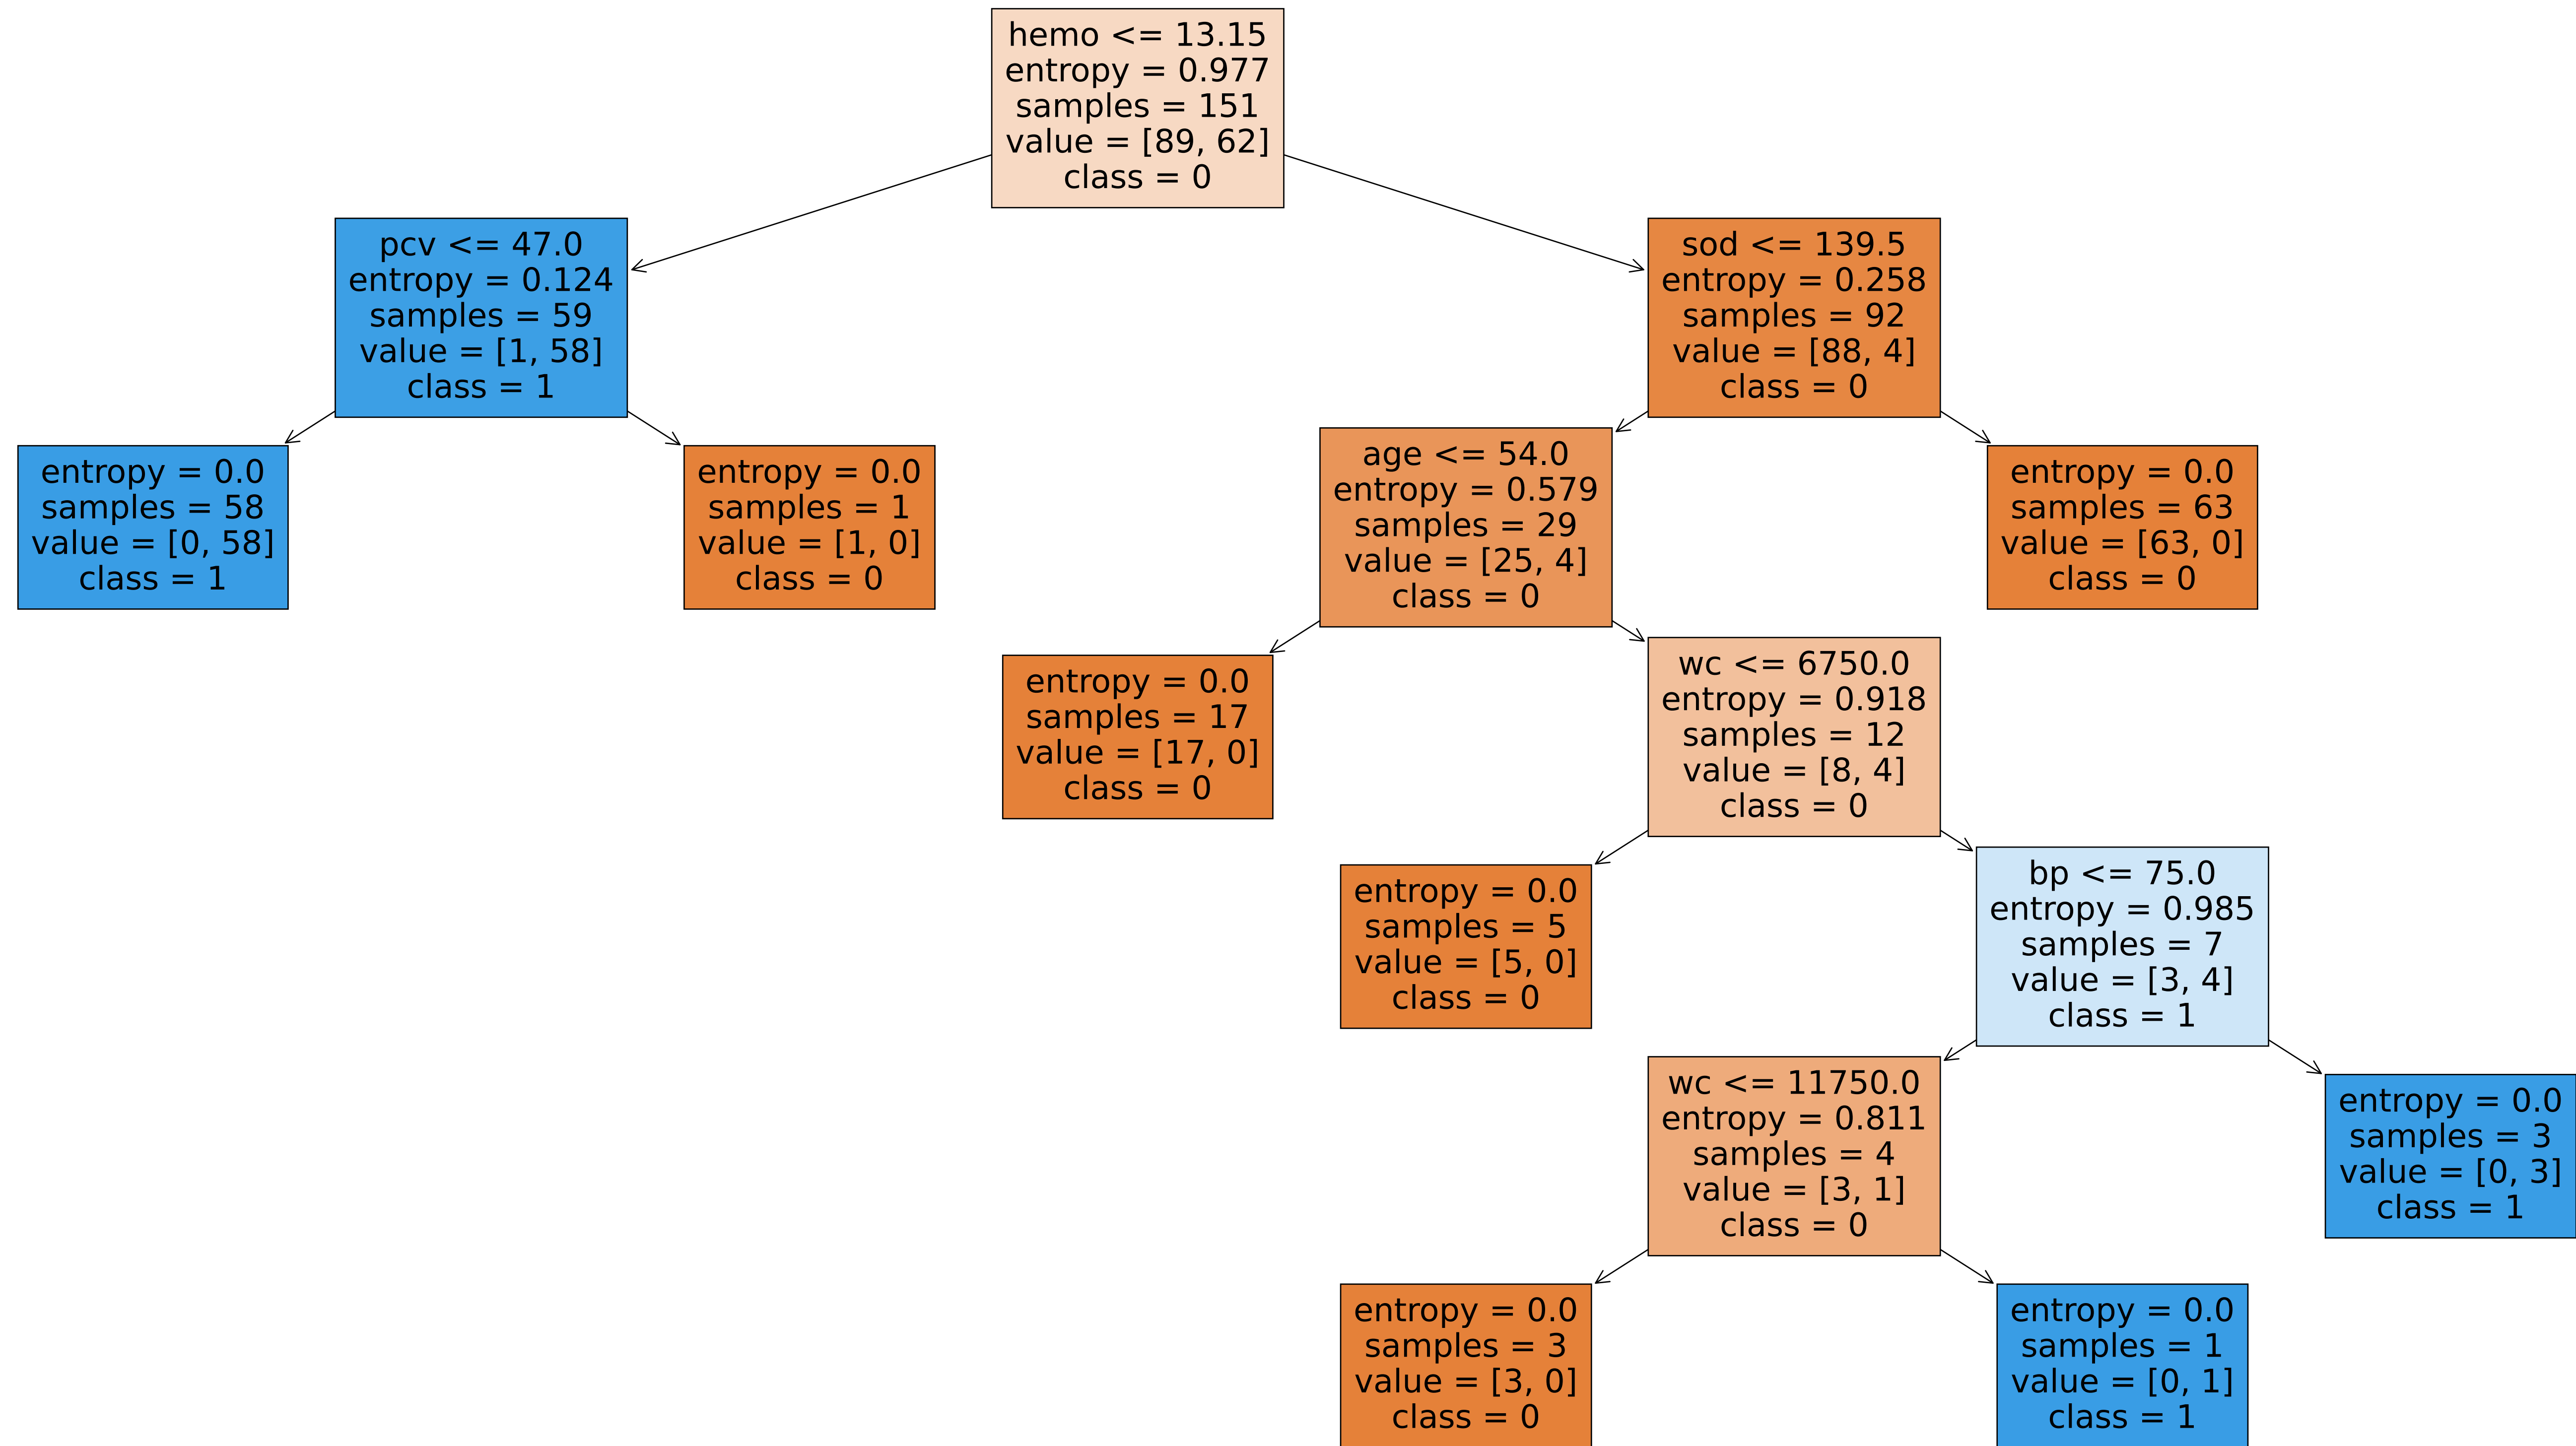 hemo <= 13.15
entropy = 0.977
samples = 151
value = [89, 62]
class = 0
pcv <= 47.0
entropy = 0.124
samples = 59
value = [1, 58]
class = 1
sod <= 139.5
entropy = 0.258
samples = 92
value = [88, 4]
class = 0
entropy = 0.0
samples = 58
value = [0, 58]
class = 1
entropy = 0.0
samples = 1
value = [1, 0]
class = 0
age <= 54.0
entropy = 0.579
samples = 29
value = [25, 4]
class = 0
entropy = 0.0
samples = 63
value = [63, 0]
class = 0
entropy = 0.0
samples = 17
value = [17, 0]
class = 0
wc <= 6750.0
entropy = 0.918
samples = 12
value = [8, 4]
class = 0
entropy = 0.0
samples = 5
value = [5, 0]
class = 0
bp <= 75.0
entropy = 0.985
samples = 7
value = [3, 4]
class = 1
wc <= 11750.0
entropy = 0.811
samples = 4
value = [3, 1]
class = 0
entropy = 0.0
samples = 3
value = [0, 3]
class = 1
entropy = 0.0
samples = 3
value = [3, 0]
class = 0
entropy = 0.0
samples = 1
value = [0, 1]
class = 1